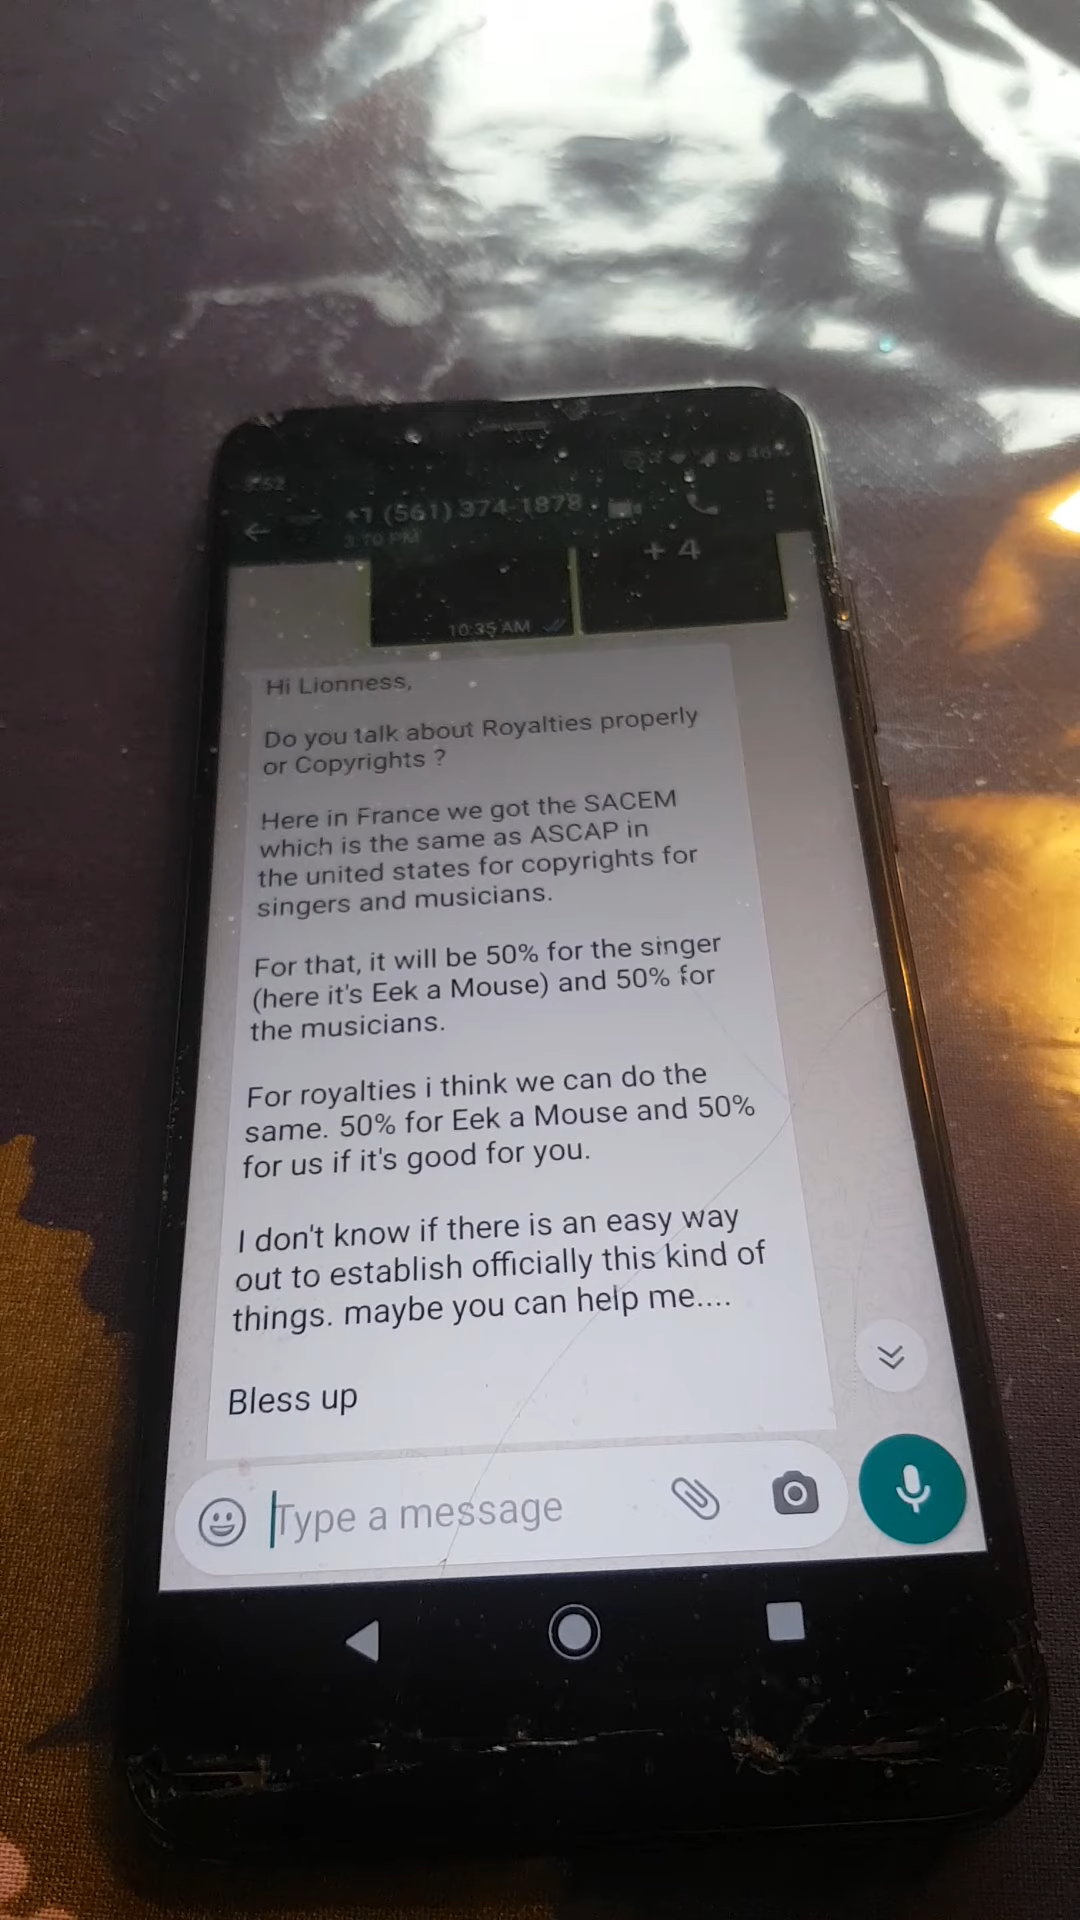 +1 (561) 374-1878
3:10 PM
+ 4
10:35 AM
Hi Lionness,
Do you talk about Royalties properly
or Copyrights ?
Here in France we got the SACEM
which is the same as ASCAP in
the united states for copyrights for
singers and musicians.
For that, it will be 50% for the singer
(here it's Eek a Mouse) and 50% for
the musicians.
For royalties i think we can do the
same. 50% for Eek a Mouse and 50%
for us if it's good for you.
I don't know if there is an easy way
out to establish officially this kind of
things. maybe you can help me....
Bless up
Type a message